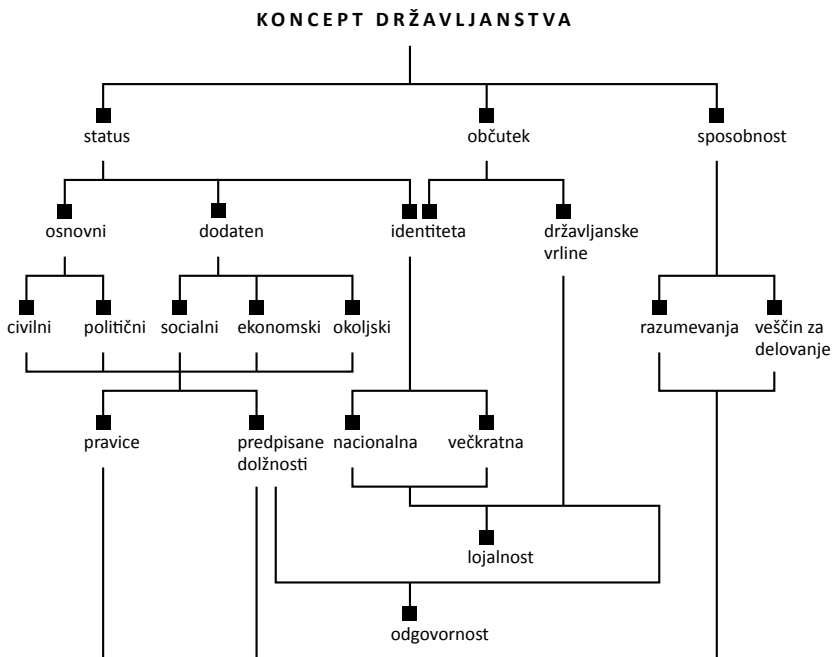 KONCEPT DRŽAVLJANSTVA
status
občutek
sposobnost
osnovni
dodaten
identiteta
državljanske
vrline
civilni
politični
socialni
ekonomski
okoljski
razumevanja
veščin za
delovanje
pravice
predpisane
dolžnosti
nacionalna
večkratna
lojalnost
odgovornost